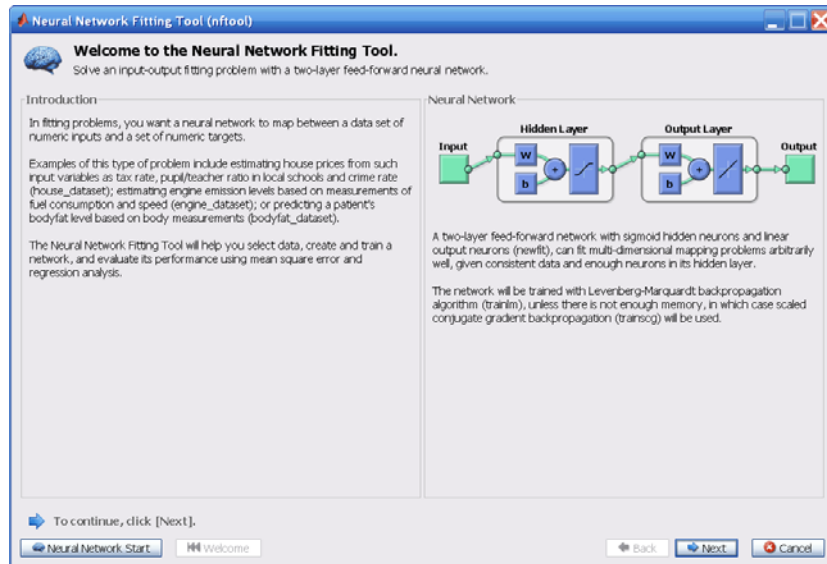 Neural Network Fitting Tool (nftool)
Welcome to the Neural Network Fitting Tool.
Solve an input-output fitting problem with a two-layer feed-forward neural network.
Introduction
In fitting problems, you want a neural network to map between a data set of
numeric inputs and a set of numeric targets.
Examples of this type of problem include estimating house prices from such
input variables as tax rate, pupil/teacher ratio in local schools and crime rate
(house_dataset); estimating engine emission levels based on measurements of
fuel consumption and speed (engine_dataset); or predicting a patient's
bodyfat level based on body measurements (bodyfat_dataset).
The Neural Network Fitting Tool will help you select data, create and train a
network, and evaluate its performance using mean square error and
regression analysis.
Neural Network
Hidden Layer
Output Layer
Input
Output
W
b
+
W
b
+
A two-layer feed-forward network with sigmoid hidden neurons and linear
output neurons (newfit), can fit multi-dimensional mapping problems arbitrarily
well, given consistent data and enough neurons in its hidden layer.
The network will be trained with Levenberg-Marquardt backpropagation
algorithm (trainlm), unless there is not enough memory, in which case scaled
conjugate gradient backpropagation (trainscg) will be used.
To continue, click [Next].
Neural Network Start
Welcome
Back
Next
Cancel